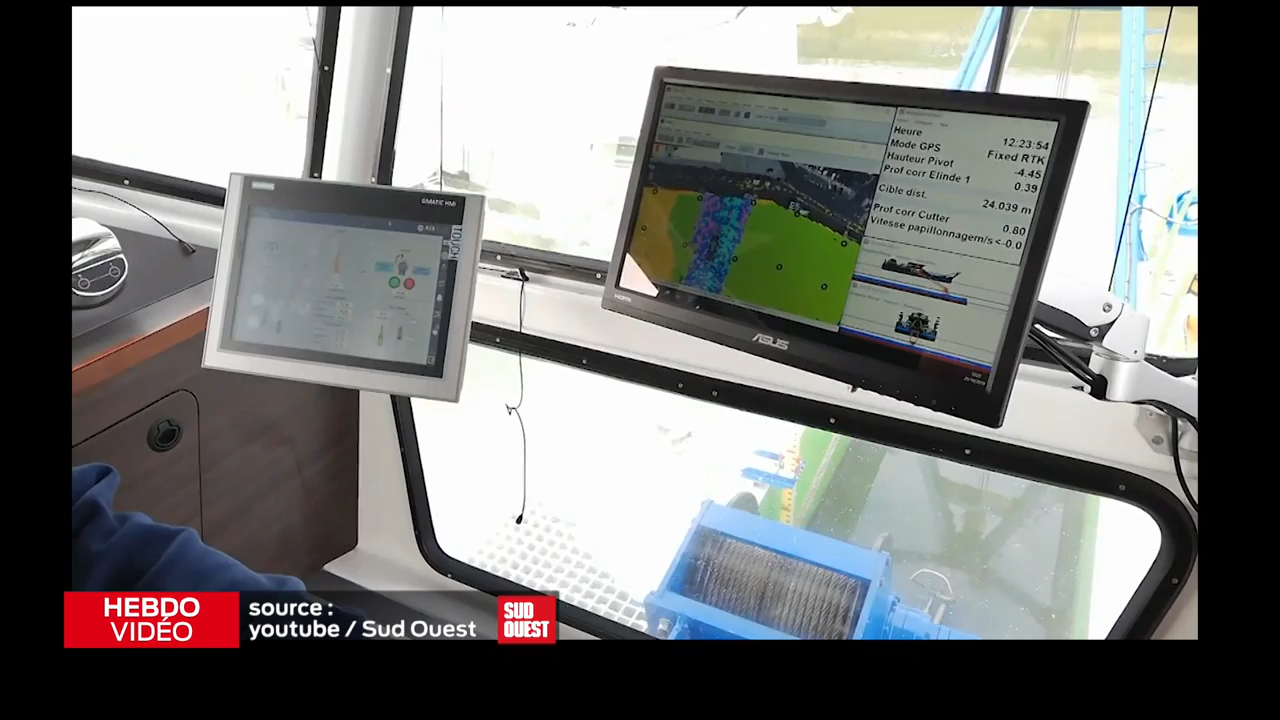 SIEMENS
SIMATIC HMI
TOUCH
Heure 12:23:54
Mode GPS Fixed RTK
Hauteur Pivot -4.45
Prof corr Elinde 1 0.39
Cible dist. 24.039 m
Prof corr Cutter 0.80
Vitesse papillonnagem/s <-0.0
HDMI
ASUS
HEBDO
VIDÉO
source :
youtube / Sud Ouest
SUD
OUEST